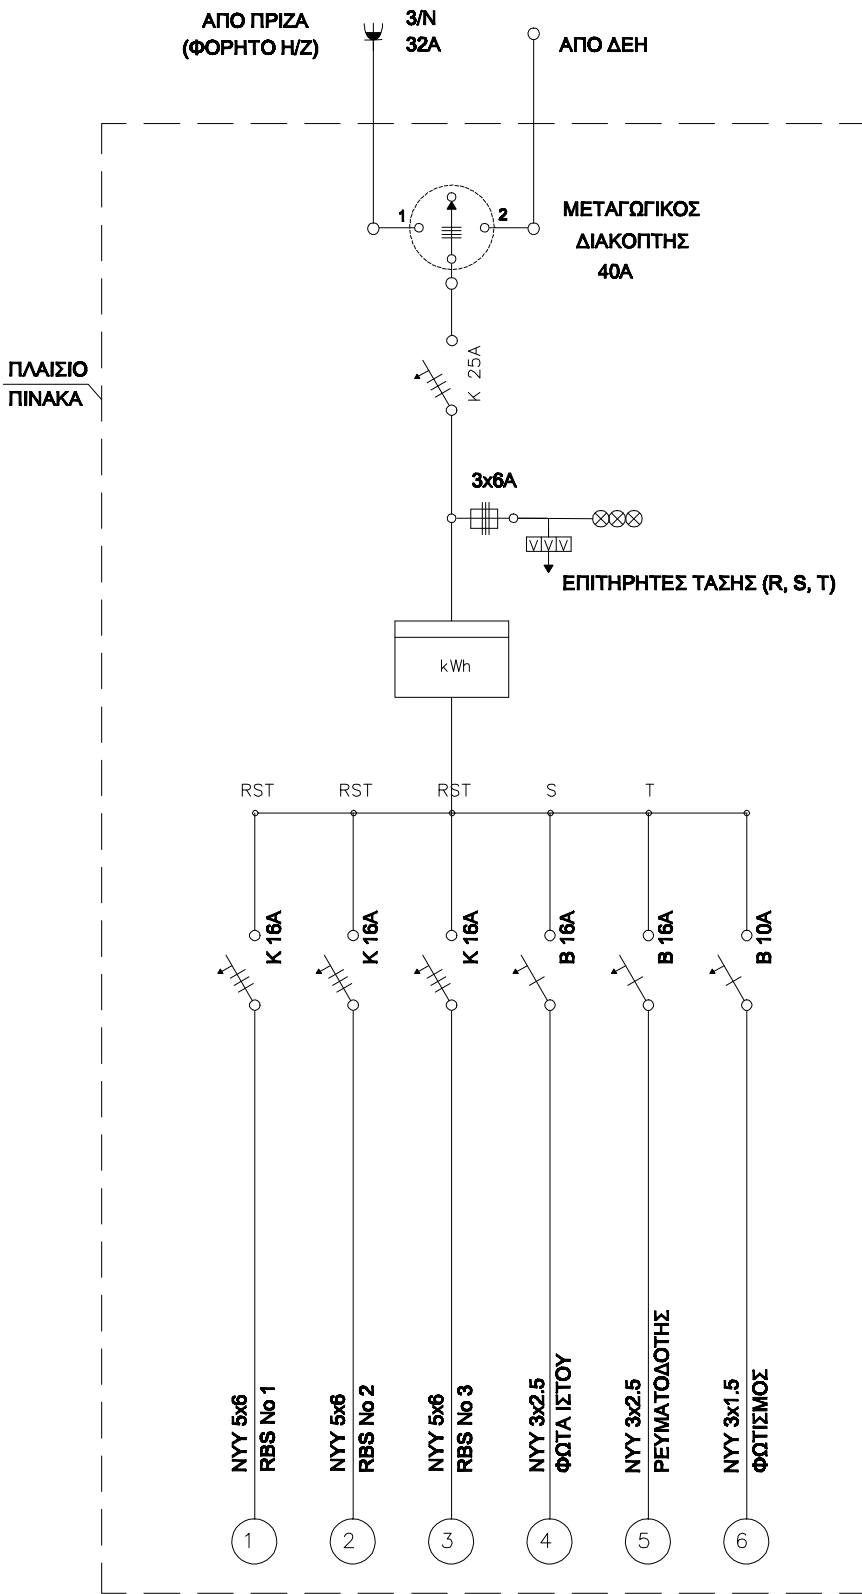 ΑΠΟ ΠΡΙΖΑ
(ΦΟΡΗΤΟ Η/Ζ)
3/N
32A
ΑΠΟ ΔΕΗ
1
2
ΜΕΤΑΓΩΓΙΚΟΣ
ΔΙΑΚΟΠΤΗΣ
40A
ΠΛΑΙΣΙΟ
ΠΙΝΑΚΑ
K 25A
3x6A
V V V
ΕΠΙΤΗΡΗΤΕΣ ΤΑΣΗΣ (R, S, T)
kWh
RST RST RST S T
K 16A
K 16A
K 16A
B 16A
B 16A
B 10A
NYY 5x6
RBS No 1
NYY 5x6
RBS No 2
NYY 5x6
RBS No 3
NYY 3x2.5
ΦΩΤΑ ΙΣΤΟΥ
NYY 3x2.5
ΡΕΥΜΑΤΟΔΟΤΗΣ
NYY 3x1.5
ΦΩΤΙΣΜΟΣ
1 2 3 4 5 6